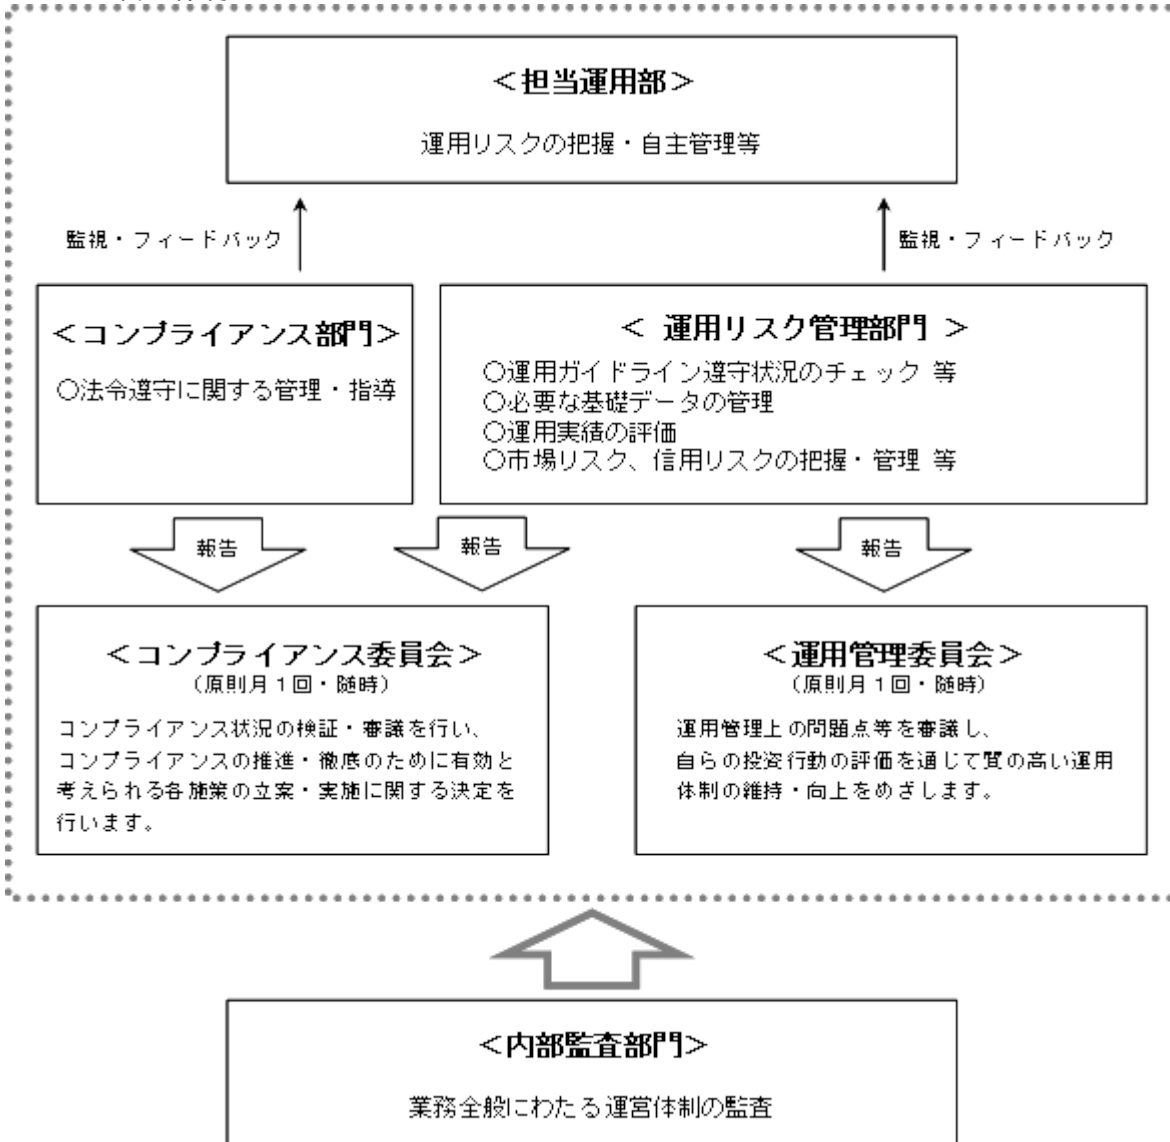 ＜担当運用部＞
運用リスクの把握・自主管理等
監視・フィードバック
監視・フィードバック
＜コンプライアンス部門＞
○法令遵守に関する管理・指導
＜ 運用リスク管理部門 ＞
○運用ガイドライン遵守状況のチェック 等
○必要な基礎データの管理
○運用実績の評価
○市場リスク、信用リスクの把握・管理 等
報告
報告
報告
＜コンプライアンス委員会＞
（原則月１回・随時）
コンプライアンス状況の検証・審議を行い、
コンプライアンスの推進・徹底のために有効と
考えられる各施策の立案・実施に関する決定を
行います。
＜運用管理委員会＞
（原則月１回・随時）
運用管理上の問題点等を審議し、
自らの投資行動の評価を通じて質の高い運用
体制の維持・向上をめざします。
＜内部監査部門＞
業務全般にわたる運営体制の監査